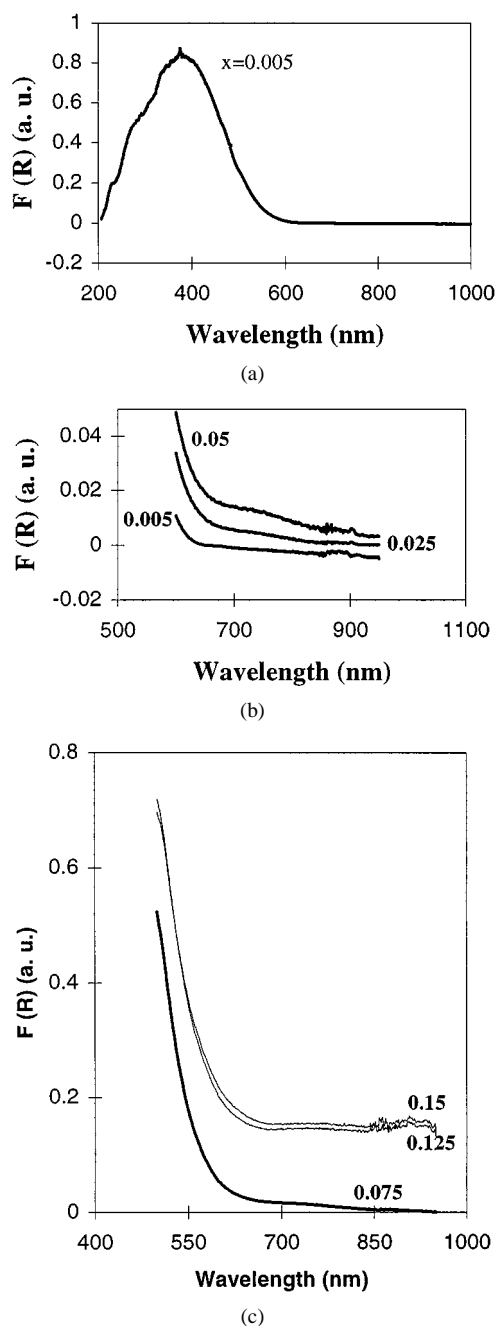 1
0.8
0.6
0.4
0.2
0
-0.2
F (R) (a. u.)
x=0.005
200 400 600 800 1000
Wavelength (nm)
(a)
0.04
0.02
0
-0.02
F (R) (a. u.)
0.05
0.005
0.025
500 700 900 1100
Wavelength (nm)
(b)
0.8
0.6
0.4
0.2
0
F (R) (a. u.)
0.15
0.125
0.075
400 550 700 850 1000
Wavelength (nm)
(c)